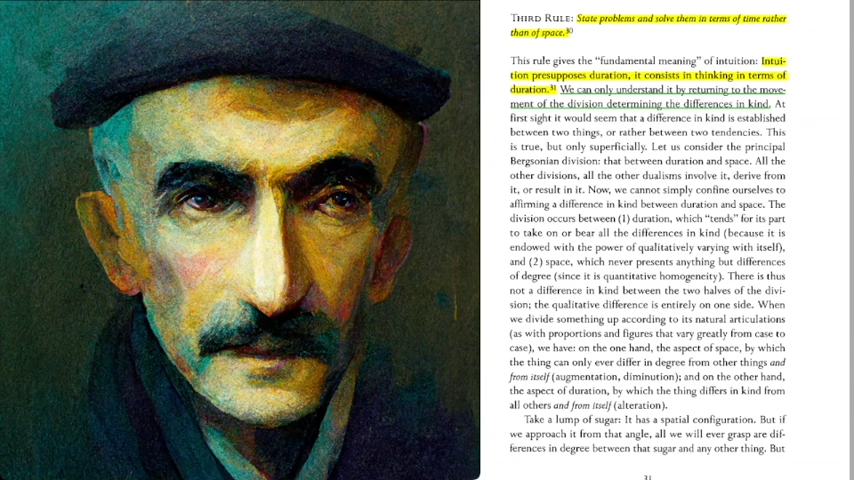 THIRD RULE: State problems and solve them in terms of time rather
than of space.30
This rule gives the “fundamental meaning” of intuition: Intui-
tion presupposes duration, it consists in thinking in terms of
duration.31 We can only understand it by returning to the move-
ment of the division determining the differences in kind. At
first sight it would seem that a difference in kind is established
between two things, or rather between two tendencies. This
is true, but only superficially. Let us consider the principal
Bergsonian division: that between duration and space. All the
other divisions, all the other dualisms involve it, derive from
it, or result in it. Now, we cannot simply confine ourselves to
affirming a difference in kind between duration and space. The
division occurs between (1) duration, which “tends” for its part
to take on or bear all the differences in kind (because it is
endowed with the power of qualitatively varying with itself),
and (2) space, which never presents anything but differences
of degree (since it is quantitative homogeneity). There is thus
not a difference in kind between the two halves of the divi-
sion; the qualitative difference is entirely on one side. When
we divide something up according to its natural articulations
(as with proportions and figures that vary greatly from case to
case), we have: on the one hand, the aspect of space, by which
the thing can only ever differ in degree from other things and
from itself (augmentation, diminution); and on the other hand,
the aspect of duration, by which the thing differs in kind from
all others and from itself (alteration).
Take a lump of sugar: It has a spatial configuration. But if
we approach it from that angle, all we will ever grasp are dif-
ferences in degree between that sugar and any other thing. But
31